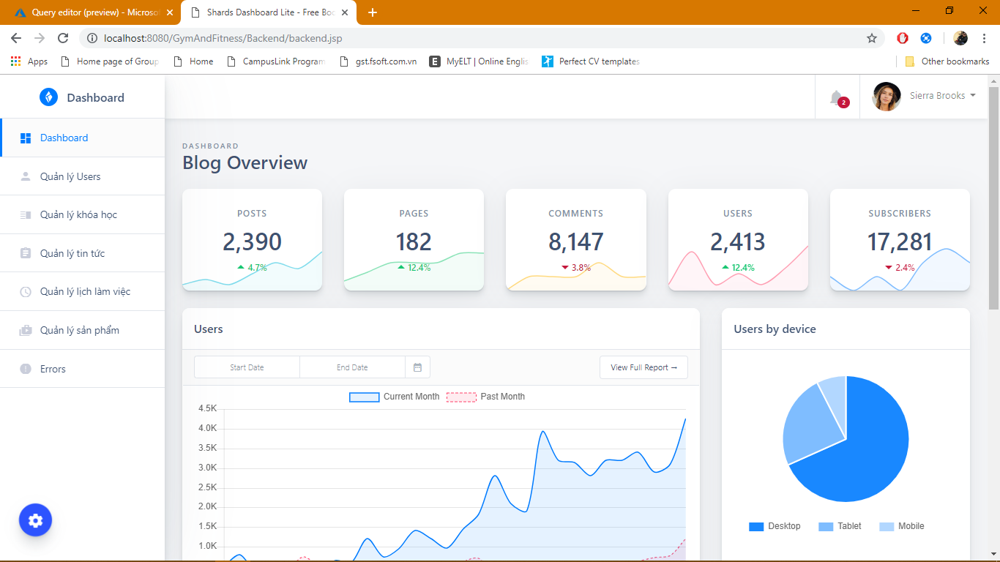 Query editor (preview) - Microso
Shards Dashboard Lite - Free Boo
localhost:8080/GymAndFitness/Backend/backend.jsp
Apps
Home page of Group
Home
CampusLink Program
gst.fsoft.com.vn
MyELT | Online Englis
Perfect CV templates
Other bookmarks
Dashboard
2
Sierra Brooks
Dashboard
Quản lý Users
Quản lý khóa học
Quản lý tin tức
Quản lý lịch làm việc
Quản lý sản phẩm
Errors
DASHBOARD
Blog Overview
POSTS
2,390
4.7%
PAGES
182
12.4%
COMMENTS
8,147
3.8%
USERS
2,413
12.4%
SUBSCRIBERS
17,281
2.4%
Users
Start Date
End Date
View Full Report →
Current Month
Past Month
4.5K
4.0K
3.5K
3.0K
2.5K
2.0K
1.5K
1.0K
Users by device
Desktop
Tablet
Mobile